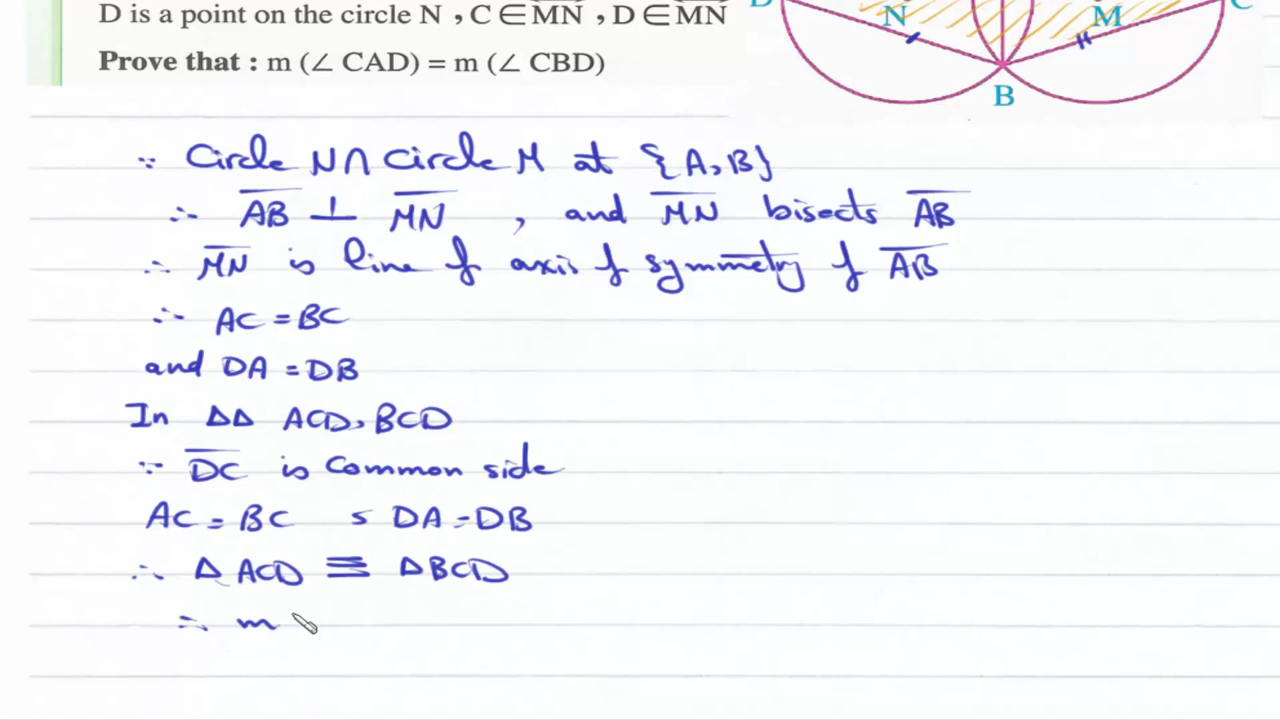 D is a point on the circle N , C ∈ MN , D ∈ MN
Prove that : m (∠ CAD) = m (∠ CBD)
N
M
B
∵ Circle N ∩ Circle M at {A, B}
∴ AB ⊥ MN , and MN bisects AB
∴ MN is line of axis of symmetry of AB
∴ AC = BC
and DA = DB
In ΔΔ ACD, BCD
∵ DC is Common side
AC = BC , DA = DB
∴ Δ ACD ≡ Δ BCD
∴ m